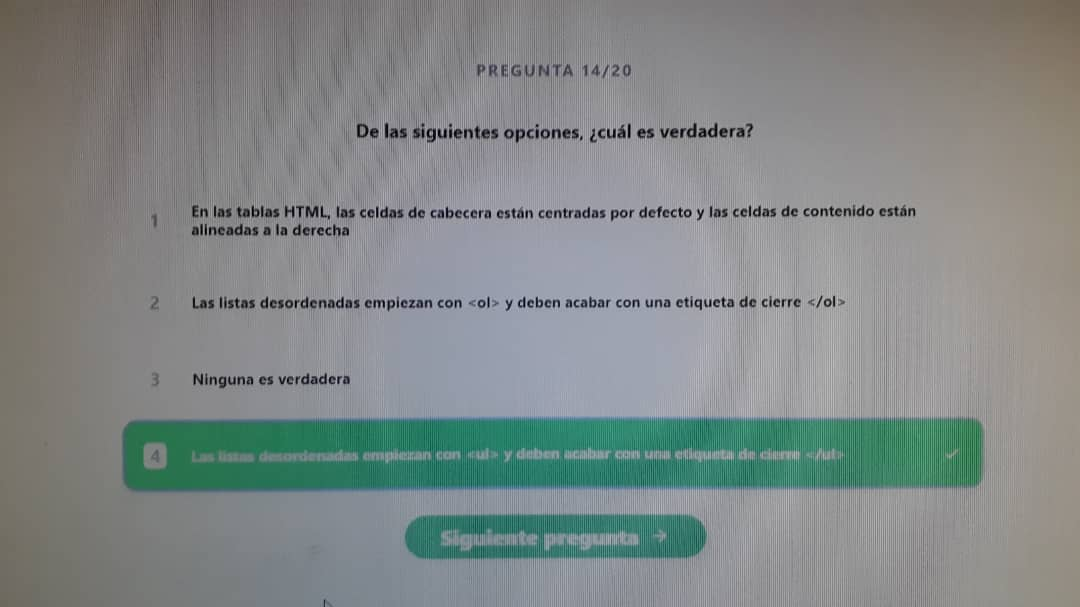 PREGUNTA 14/20
De las siguientes opciones, ¿cuál es verdadera?
1
En las tablas HTML, las celdas de cabecera están centradas por defecto y las celdas de contenido están
alineadas a la derecha
2 Las listas desordenadas empiezan con <ol> y deben acabar con una etiqueta de cierre </ol>
3 Ninguna es verdadera
4 Las listas desordenadas empiezan con <ul> y deben acabar con una etiqueta de cierre </ul>
Siguiente pregunta